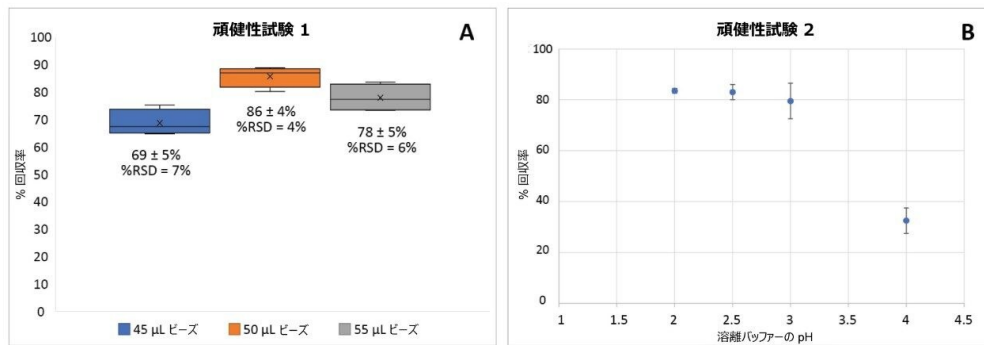 頑健性試験 1
A
% 回収率
100
90
80
70
60
50
40
30
20
10
0
69 ± 5%
%RSD = 7%
86 ± 4%
%RSD = 4%
78 ± 5%
%RSD = 6%
45 µL ビーズ
50 µL ビーズ
55 µL ビーズ
頑健性試験 2
B
% 回収率
100
80
60
40
20
0
1 1.5 2 2.5 3 3.5 4 4.5
溶離バッファーの pH